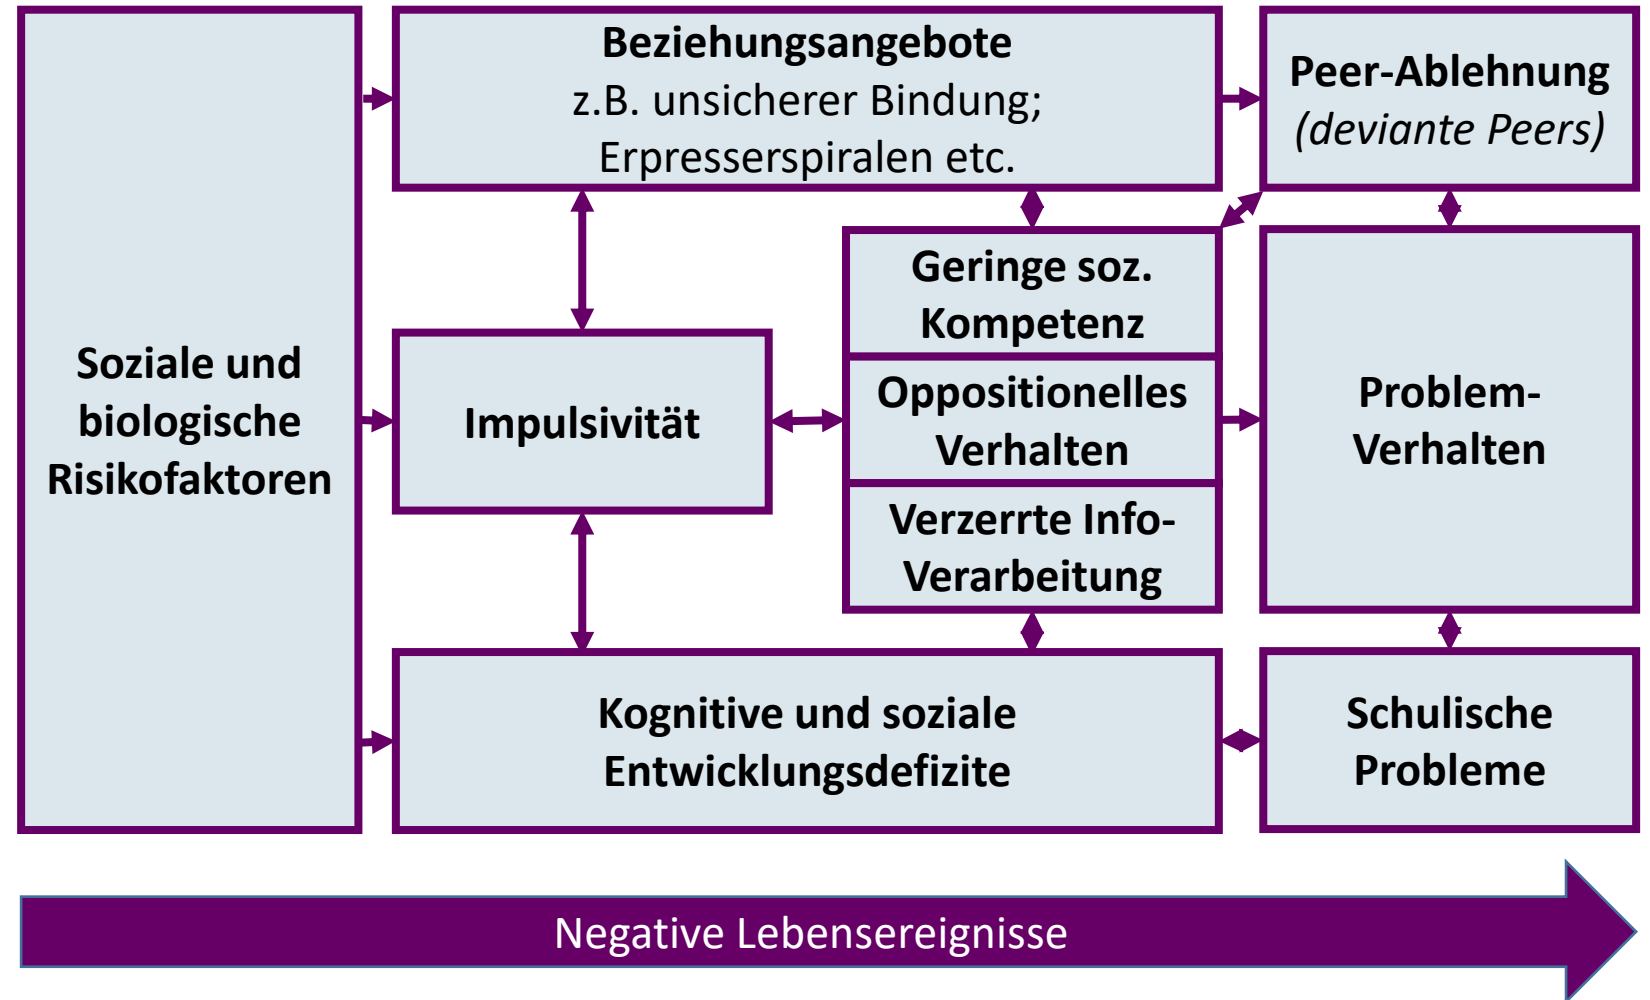 Soziale und
biologische
Risikofaktoren
Beziehungsangebote
z.B. unsicherer Bindung;
Erpresserspiralen etc.
Peer-Ablehnung
(deviante Peers)
Impulsivität
Geringe soz.
Kompetenz
Oppositionelles
Verhalten
Verzerrte Info-
Verarbeitung
Problem-
Verhalten
Kognitive und soziale
Entwicklungsdefizite
Schulische
Probleme
Negative Lebensereignisse